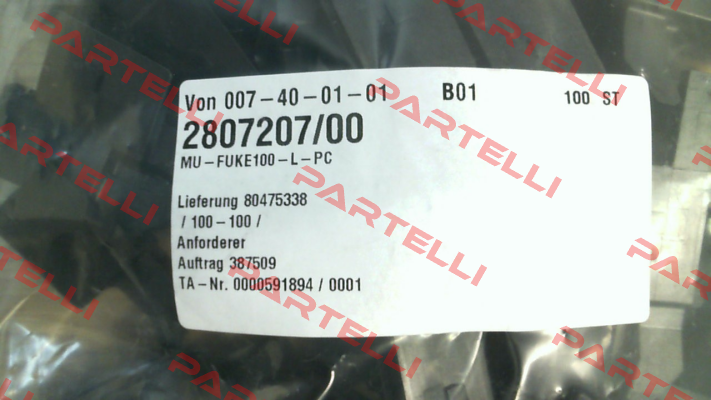 Von 007-40-01-01 B01 100 ST
2807207/00
MU-FUKE100-L-PC
Lieferung 80475338
/ 100-100 /
Anforderer
Auftrag 387509
TA-Nr. 0000591894 / 0001
PARTELLI
PARTELLI
PARTELLI
PARTELLI
PARTELLI
PARTELLI